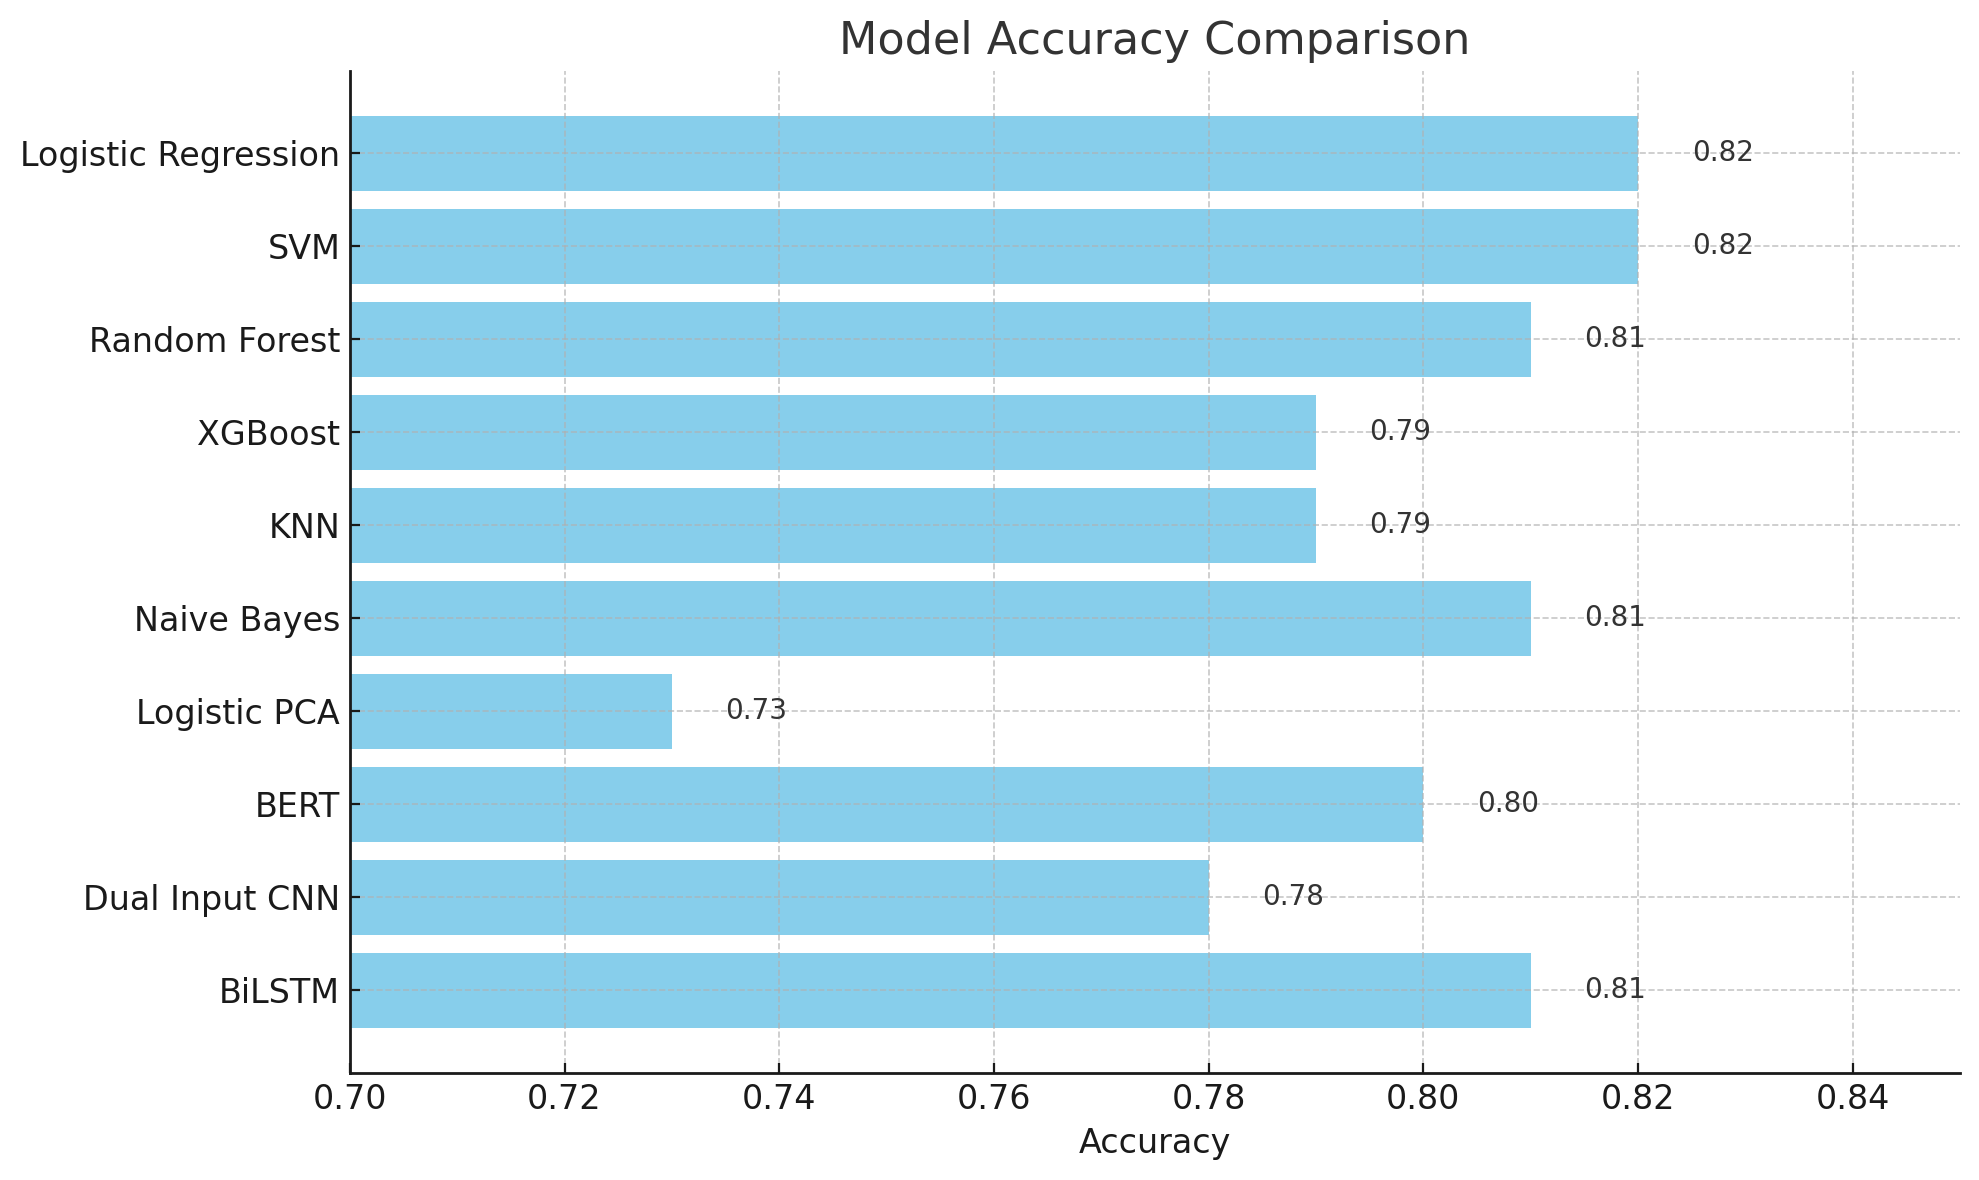 Model Accuracy Comparison
Logistic Regression 0.82
SVM 0.82
Random Forest 0.81
XGBoost 0.79
KNN 0.79
Naive Bayes 0.81
Logistic PCA 0.73
BERT 0.80
Dual Input CNN 0.78
BiLSTM 0.81
0.70 0.72 0.74 0.76 0.78 0.80 0.82 0.84
Accuracy